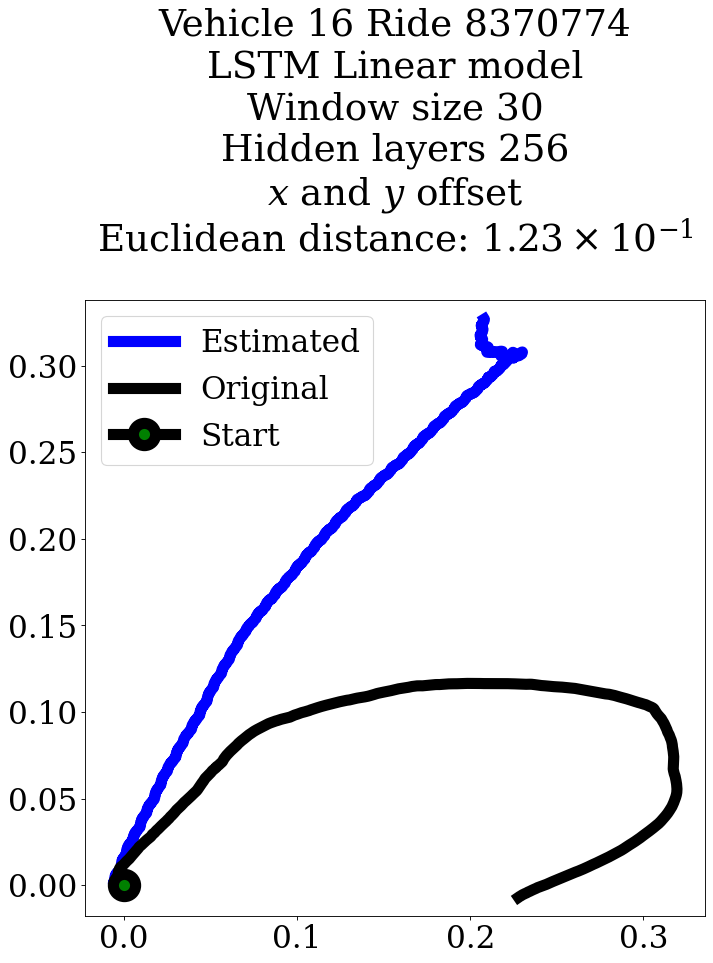 Vehicle 16 Ride 8370774
LSTM Linear model
Window size 30
Hidden layers 256
x and y offset
Euclidean distance: 1.23 × 10⁻¹
Estimated
Original
Start
0.30
0.25
0.20
0.15
0.10
0.05
0.00
0.0 0.1 0.2 0.3